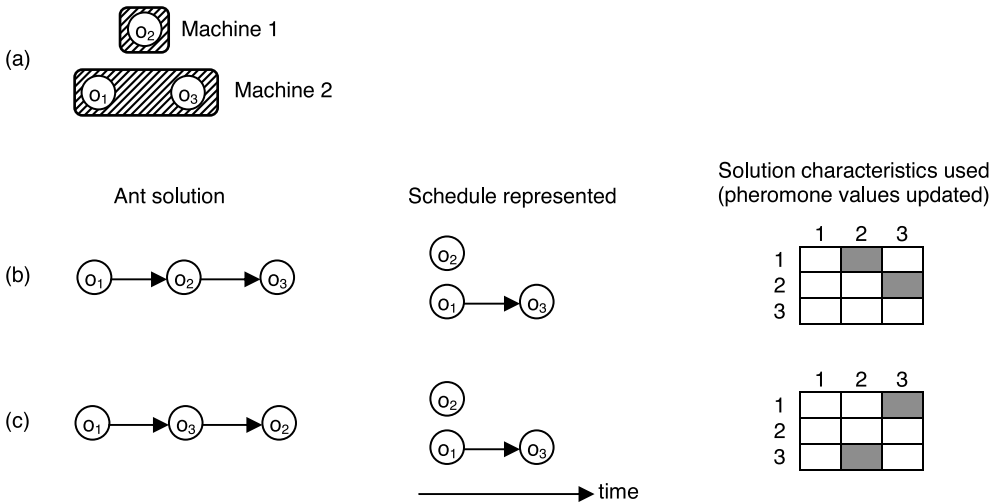 (a)
o₂ Machine 1
o₁ o₃ Machine 2
Ant solution
Schedule represented
Solution characteristics used
(pheromone values updated)
(b)
o₁ o₂ o₃
o₂
o₁ o₃
1 2 3
1
2
3
(c)
o₁ o₃ o₂
o₂
o₁ o₃
1 2 3
1
2
3
time